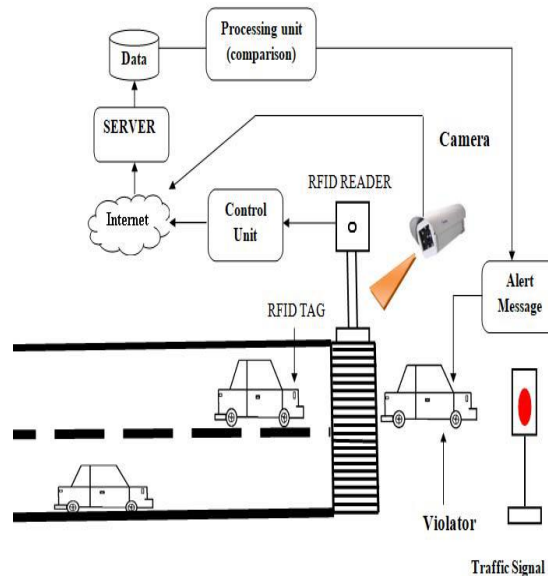 Processing unit
(comparison)
Data
SERVER
Camera
RFID READER
Internet
Control
Unit
Alert
Message
RFID TAG
Violator
Traffic Signal